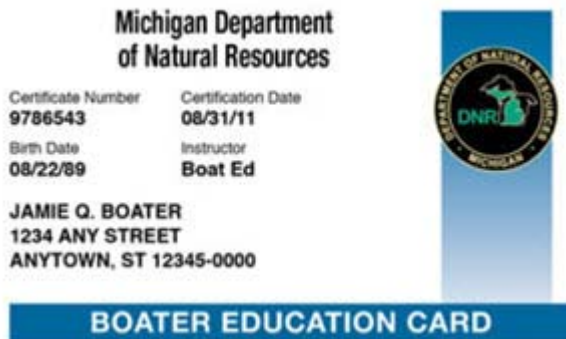 Michigan Department
of Natural Resources
Certificate Number Certification Date
9786543 08/31/11
Birth Date Instructor
08/22/89 Boat Ed
JAMIE Q. BOATER
1234 ANY STREET
ANYTOWN, ST 12345-0000
DEPARTMENT OF NATURAL RESOURCES
DNR
MICHIGAN
BOATER EDUCATION CARD